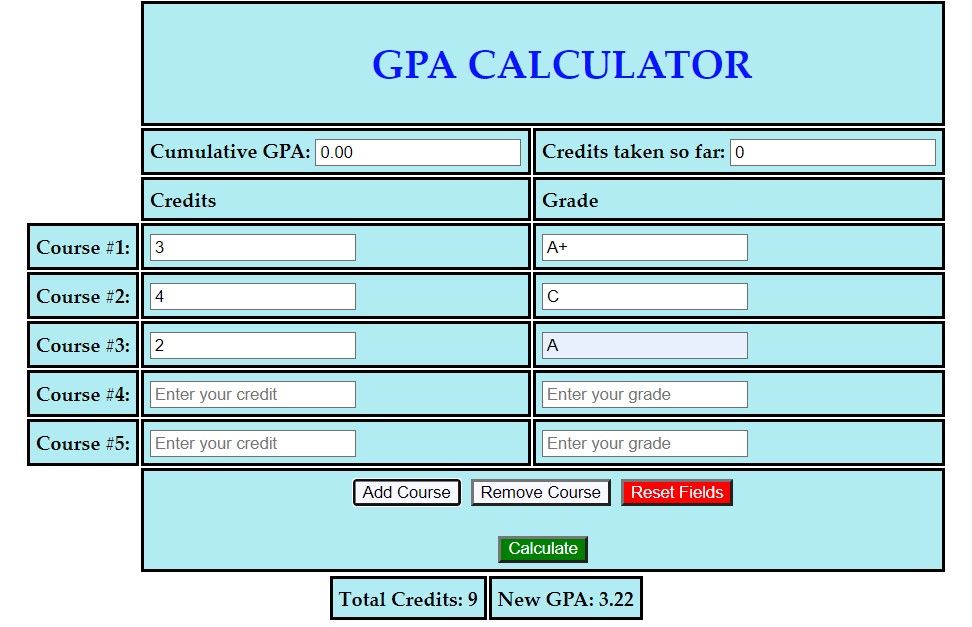 GPA CALCULATOR
Cumulative GPA: 0.00 Credits taken so far: 0
Credits Grade
Course #1: 3 A+
Course #2: 4 C
Course #3: 2 A
Course #4: Enter your credit Enter your grade
Course #5: Enter your credit Enter your grade
Add Course Remove Course Reset Fields
Calculate
Total Credits: 9 New GPA: 3.22